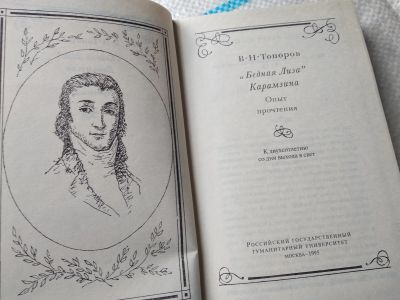 В·Н·Топоров
„Бедная Лиза”
Карамзина
Опыт
прочтения
К двухсотлетию
со дня выхода в свет
Российский государственный
гуманитарный университет
москва—1995